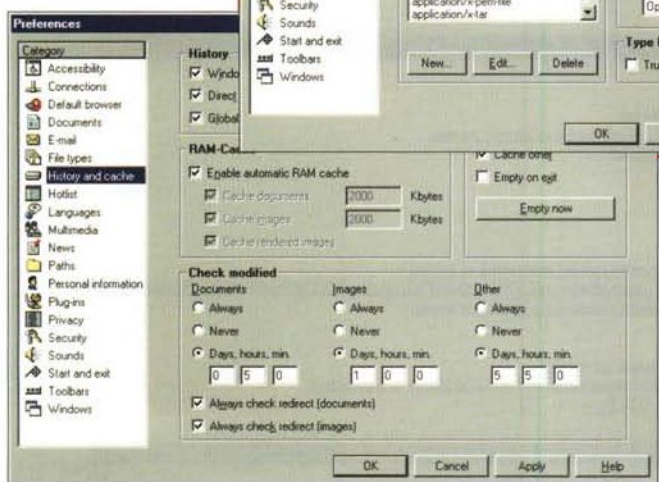 Security
Sounds
Start and exit
Toolbars
Windows
application/x-pem-file
application/x-tar
New...
Edit...
Delete
OK
Preferences
Category
Accessibility
Connections
Default browser
Documents
E-mail
File types
History and cache
Hotlist
Languages
Multimedia
News
Paths
Personal information
Plug-ins
Privacy
Security
Sounds
Start and exit
Toolbars
Windows
History
Direct
Global
RAM-Cache
Enable automatic RAM cache
Cache documents 2000 Kbytes
Cache images 2000 Kbytes
Cache rendered images
Cache other
Empty on exit
Empty now
Check modified
Documents
Always
Never
Days, hours, min.
0 5 0
Images
Always
Never
Days, hours, min.
1 0 0
Other
Always
Never
Days, hours, min.
5 5 0
Always check redirect (documents)
Always check redirect (images)
OK
Cancel
Apply
Help